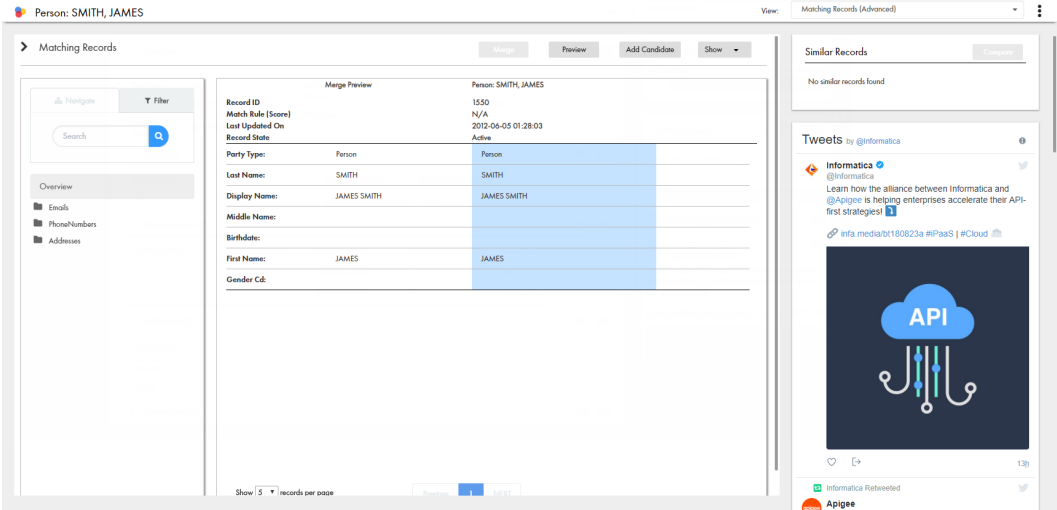 Person: SMITH, JAMES
View:
Matching Records (Advanced)
Matching Records
Merge
Preview
Add Candidate
Show
Navigate
Filter
Search
Overview
Emails
PhoneNumbers
Addresses
Merge Preview
Person: SMITH, JAMES
Record ID 1550
Match Rule (Score) N/A
Last Updated On 2012-06-05 01:28:03
Record State Active
Party Type: Person Person
Last Name: SMITH SMITH
Display Name: JAMES SMITH JAMES SMITH
Middle Name:
Birthdate:
First Name: JAMES JAMES
Gender Cd:
Show 5 records per page
Previous 1 NEXT
Similar Records
Compare
No similar records found
Tweets by @Informatica
Informatica
@Informatica
Learn how the alliance between Informatica and
@Apigee is helping enterprises accelerate their API-
first strategies!
infa.media/bt180823a #iPaaS | #Cloud
API
13h
Informatica Retweeted
Apigee
apigee